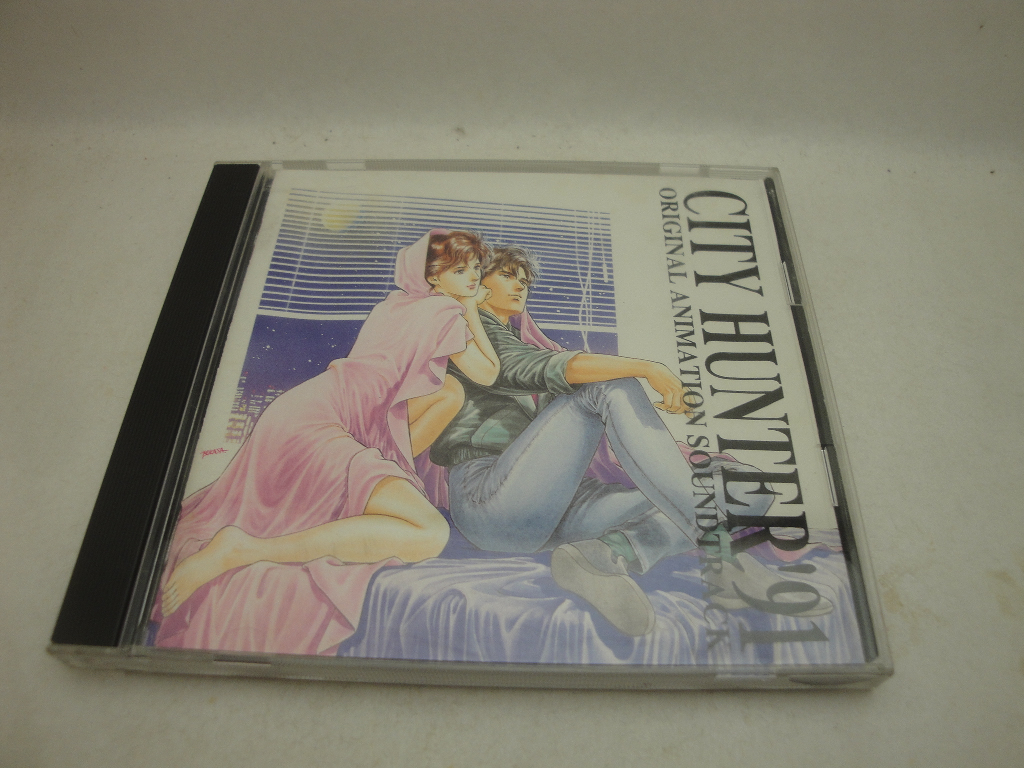 CITY HUNTER '91
ORIGINAL ANIMATION SOUNDTRACK